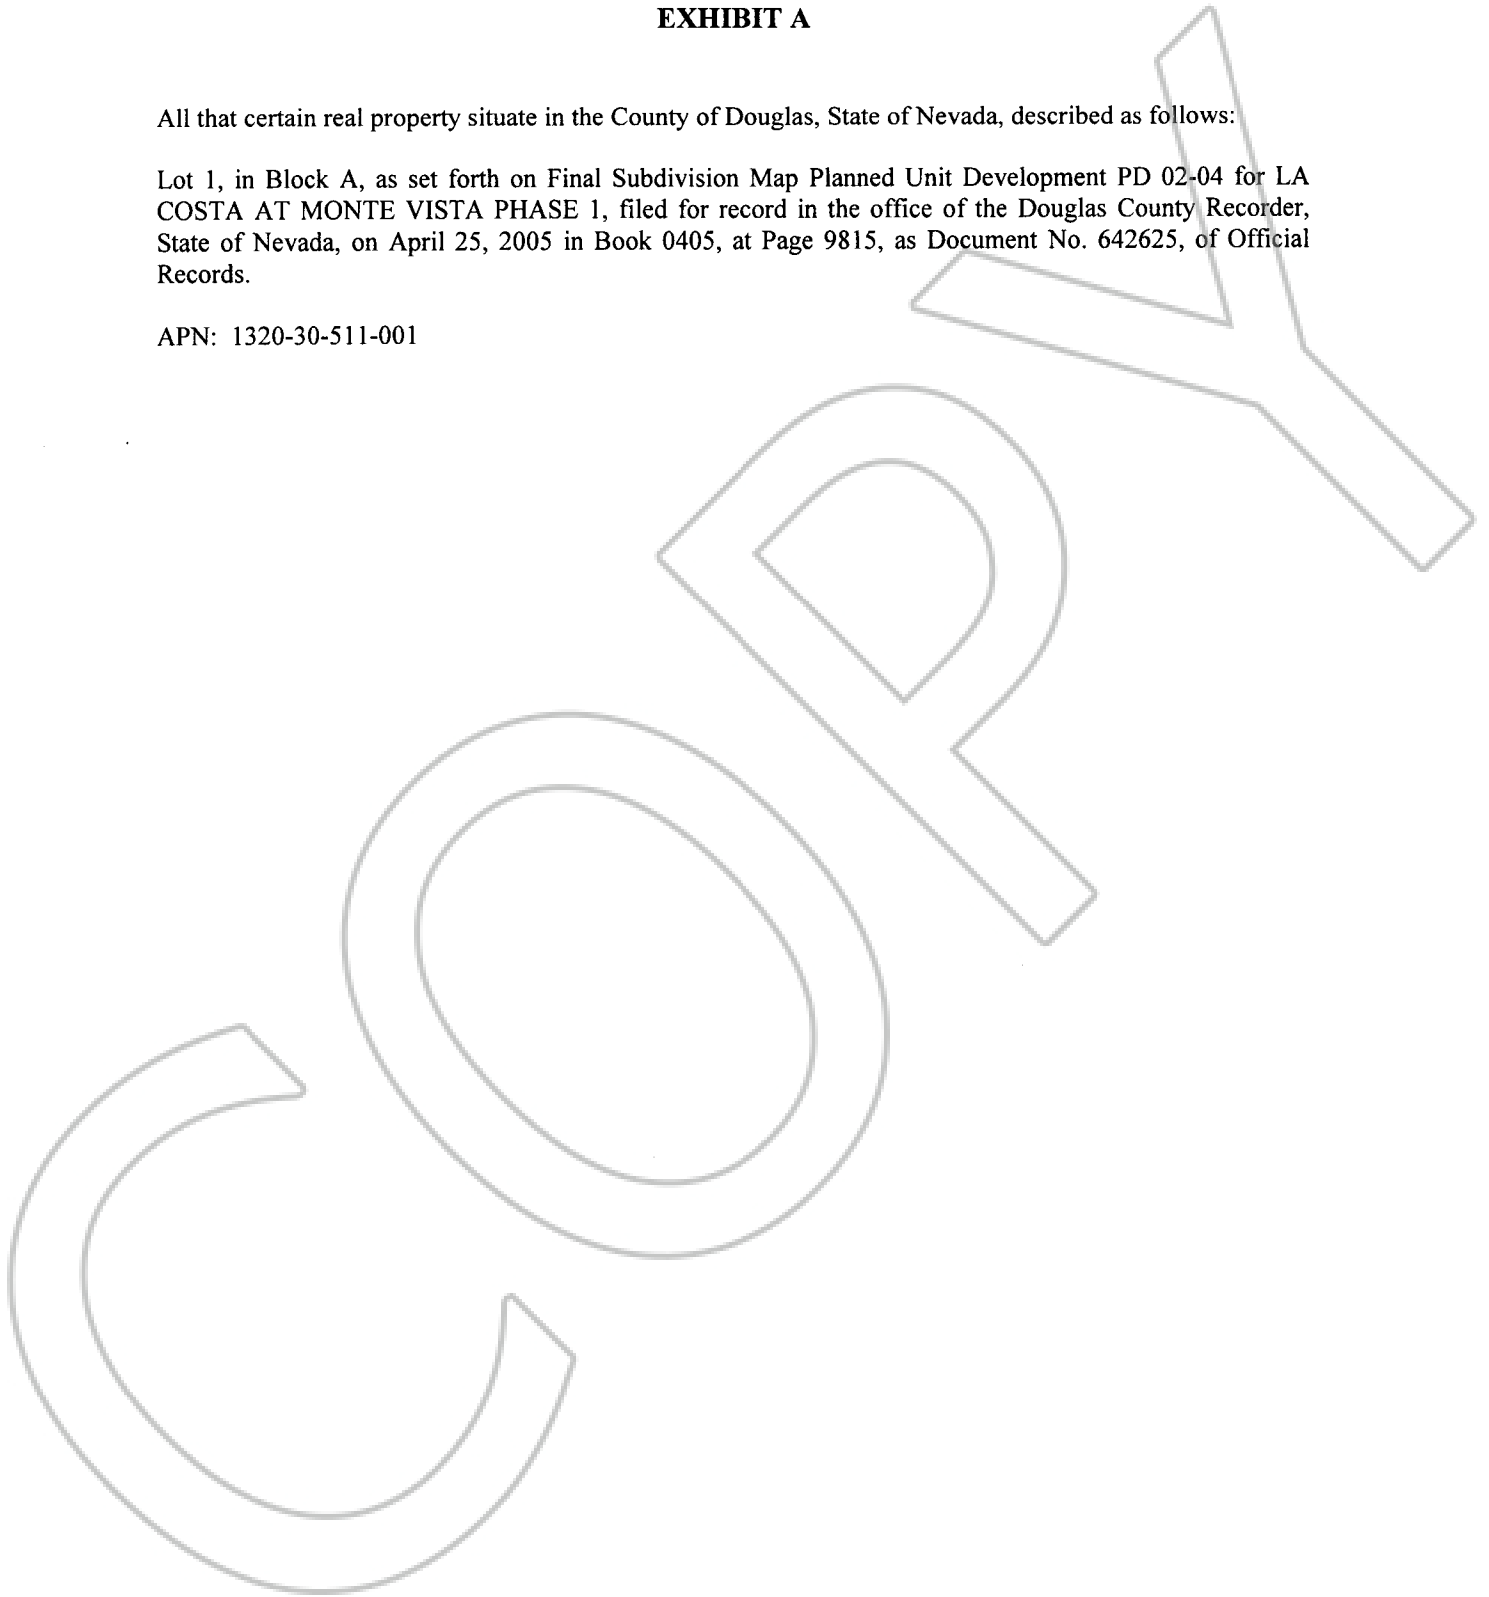 EXHIBIT A
All that certain real property situate in the County of Douglas, State of Nevada, described as follows:
Lot 1, in Block A, as set forth on Final Subdivision Map Planned Unit Development PD 02-04 for LA
COSTA AT MONTE VISTA PHASE 1, filed for record in the office of the Douglas County Recorder,
State of Nevada, on April 25, 2005 in Book 0405, at Page 9815, as Document No. 642625, of Official
Records.
APN: 1320-30-511-001
COPY